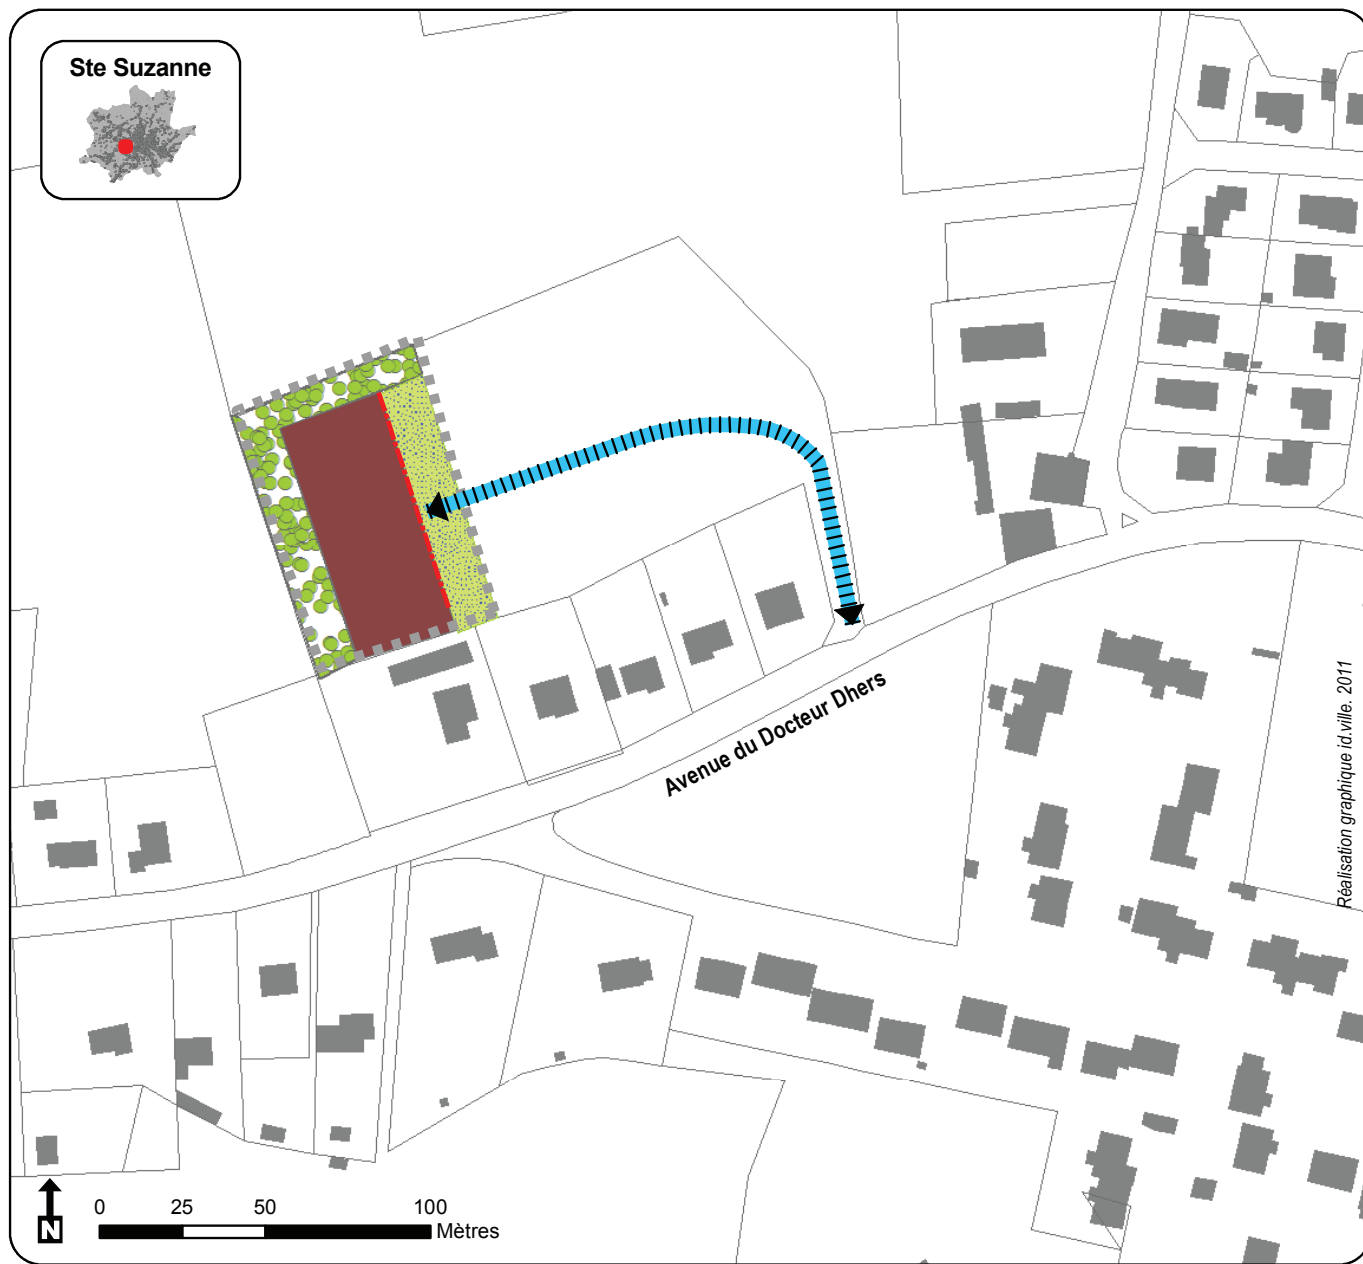 Ste Suzanne
Avenue du Docteur Dhers
Réalisation graphique id.ville. 2011
N
0 25 50 100
Mètres